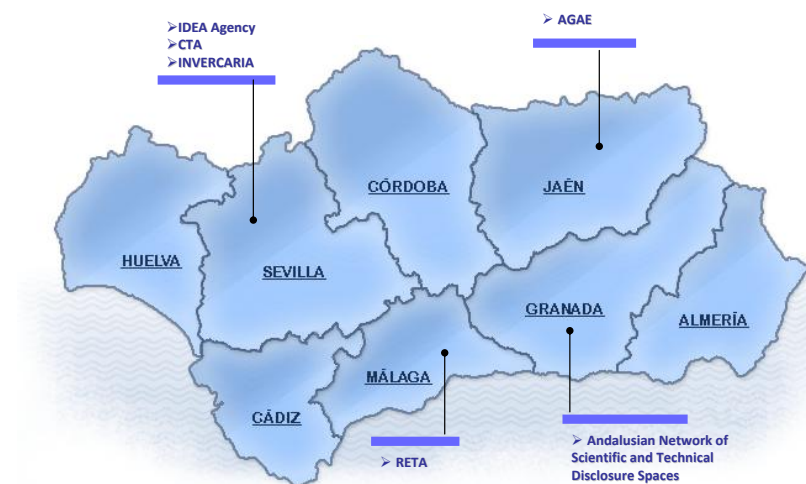 ➢IDEA Agency
➢CTA
➢INVERCARIA
➢ AGAE
CÓRDOBA
JAÉN
HUELVA
SEVILLA
GRANADA
ALMERÍA
MÁLAGA
CÁDIZ
➢ RETA
➢ Andalusian Network of
Scientific and Technical
Disclosure Spaces